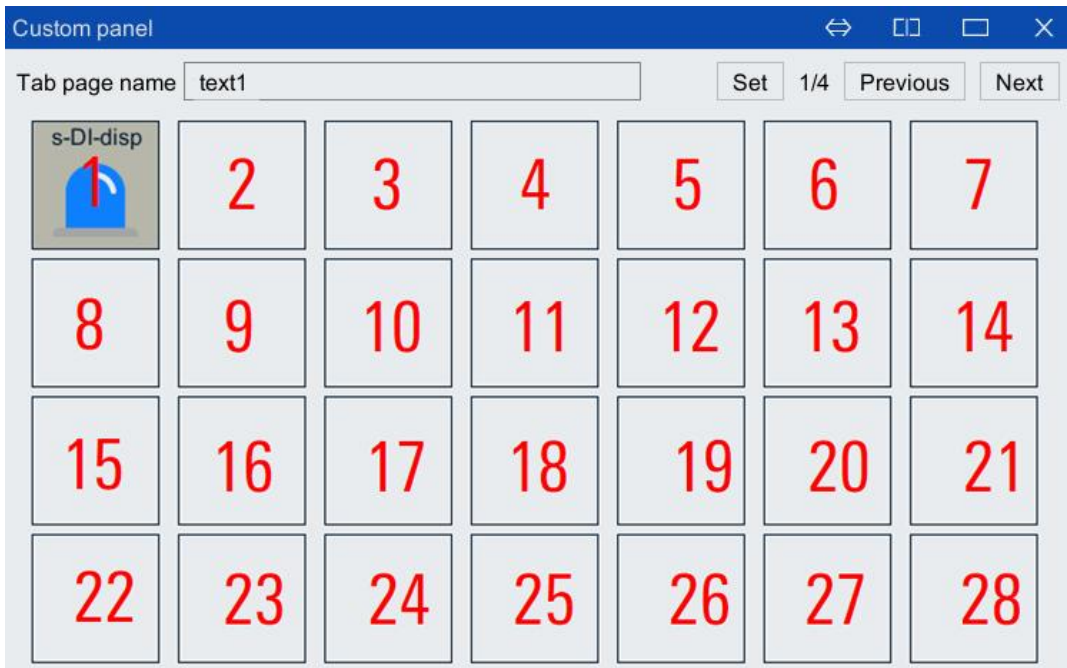 Custom panel
Tab page name text1 Set 1/4 Previous Next
s-DI-disp
1 2 3 4 5 6 7
8 9 10 11 12 13 14
15 16 17 18 19 20 21
22 23 24 25 26 27 28